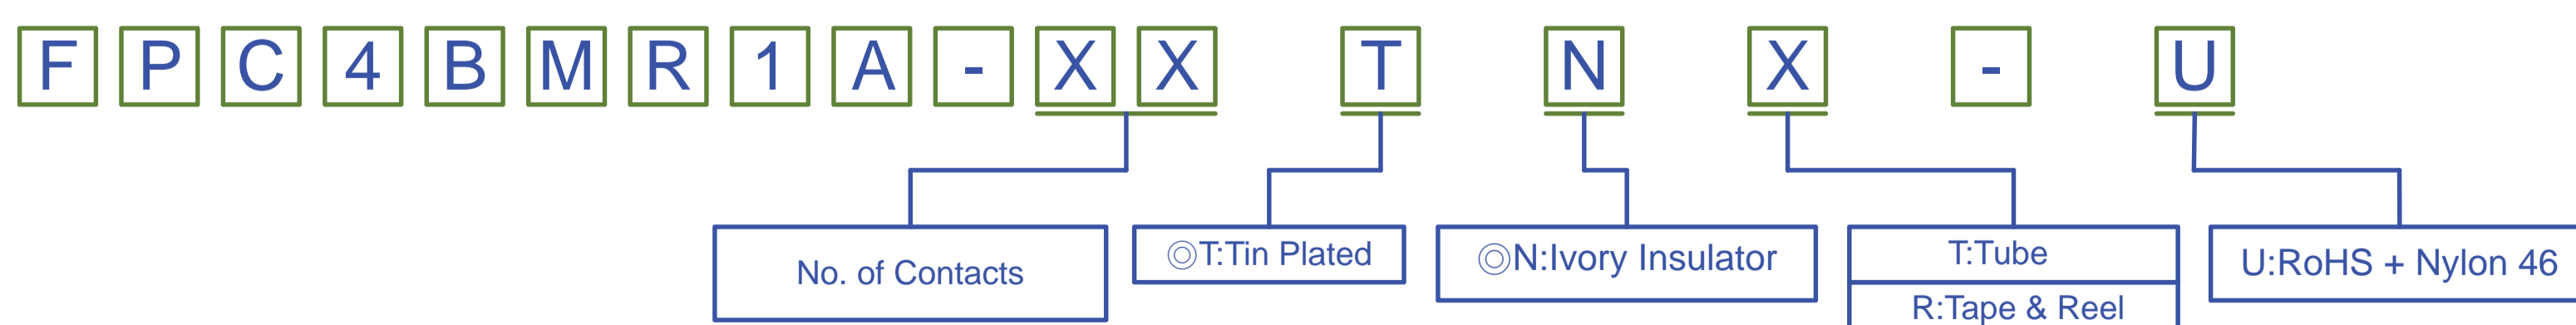 F P C 4 B M R 1 A - X X T N X - U
No. of Contacts
◎T:Tin Plated
◎N:Ivory Insulator
T:Tube
R:Tape & Reel
U:RoHS + Nylon 46